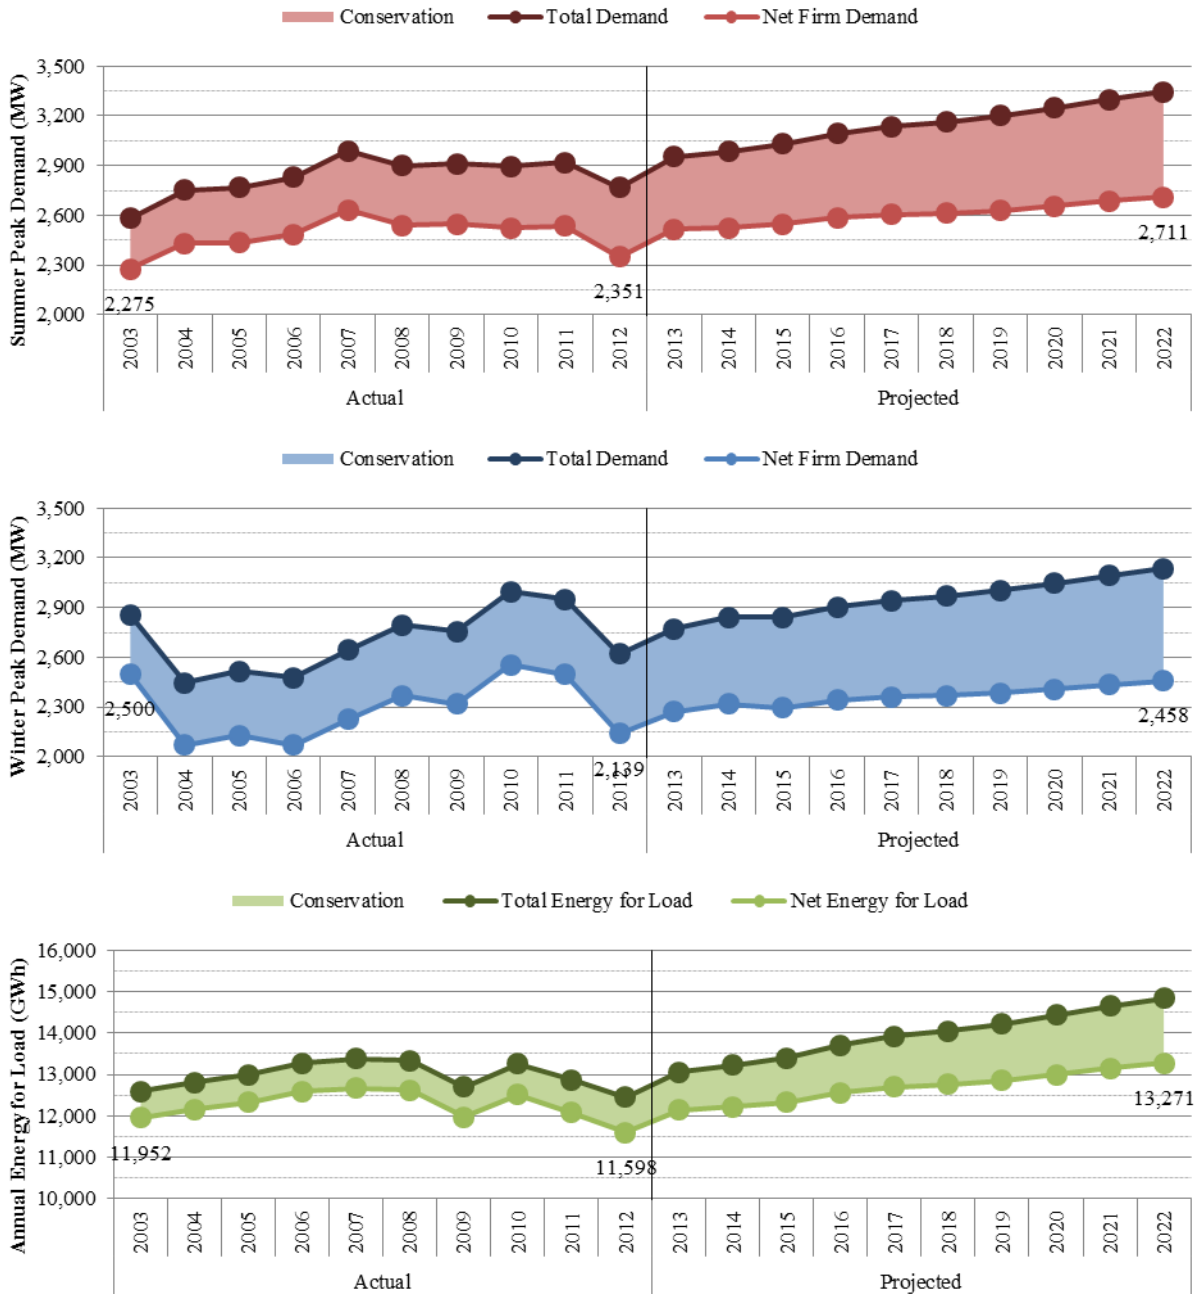 Conservation Total Demand Net Firm Demand
Summer Peak Demand (MW)
3,500
3,200
2,900
2,600
2,300
2,000
2,275
2,351
2,711
2003 2004 2005 2006 2007 2008 2009 2010 2011 2012 2013 2014 2015 2016 2017 2018 2019 2020 2021 2022
Actual Projected
Conservation Total Demand Net Firm Demand
Winter Peak Demand (MW)
3,500
3,200
2,900
2,600
2,300
2,000
2,500
2,139
2,458
2003 2004 2005 2006 2007 2008 2009 2010 2011 2012 2013 2014 2015 2016 2017 2018 2019 2020 2021 2022
Actual Projected
Conservation Total Energy for Load Net Energy for Load
Annual Energy for Load (GWh)
16,000
15,000
14,000
13,000
12,000
11,000
10,000
11,952
11,598
13,271
2003 2004 2005 2006 2007 2008 2009 2010 2011 2012 2013 2014 2015 2016 2017 2018 2019 2020 2021 2022
Actual Projected